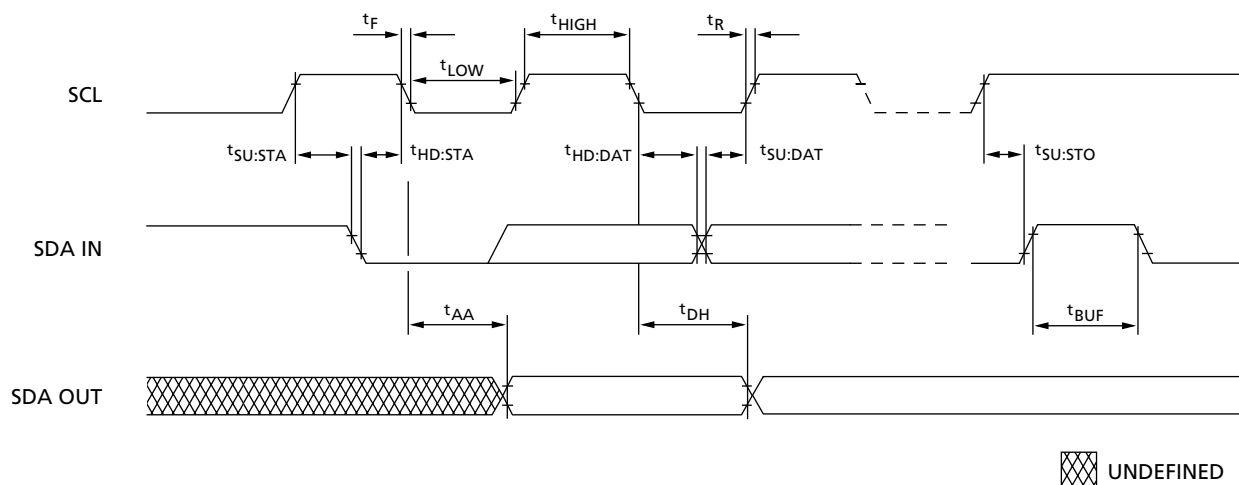 tF
tHIGH
tR
tLOW
SCL
tSU:STA
tHD:STA
tHD:DAT
tSU:DAT
tSU:STO
SDA IN
tAA
tDH
tBUF
SDA OUT
UNDEFINED